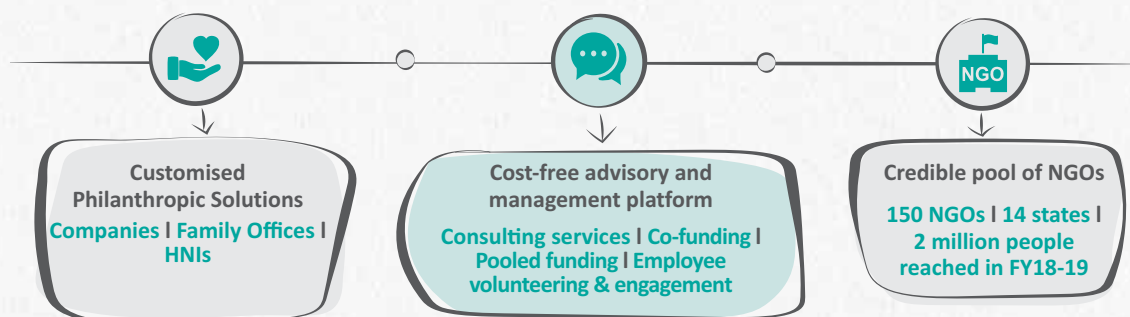 NGO
Customised
Philanthropic Solutions
Companies I Family Offices I
HNIs
Cost-free advisory and
management platform
Consulting services I Co-funding I
Pooled funding I Employee
volunteering & engagement
Credible pool of NGOs
150 NGOs I 14 states I
2 million people
reached in FY18-19